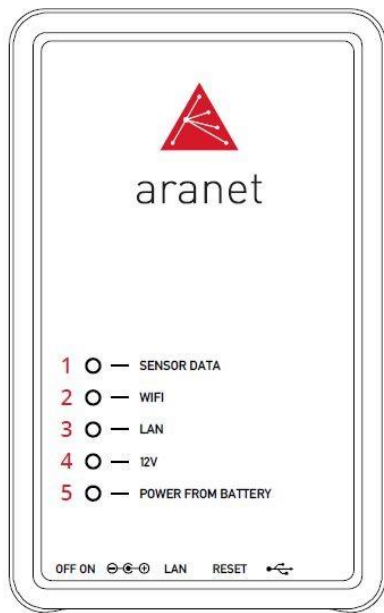 aranet
1 SENSOR DATA
2 WIFI
3 LAN
4 12V
5 POWER FROM BATTERY
OFF ON LAN RESET